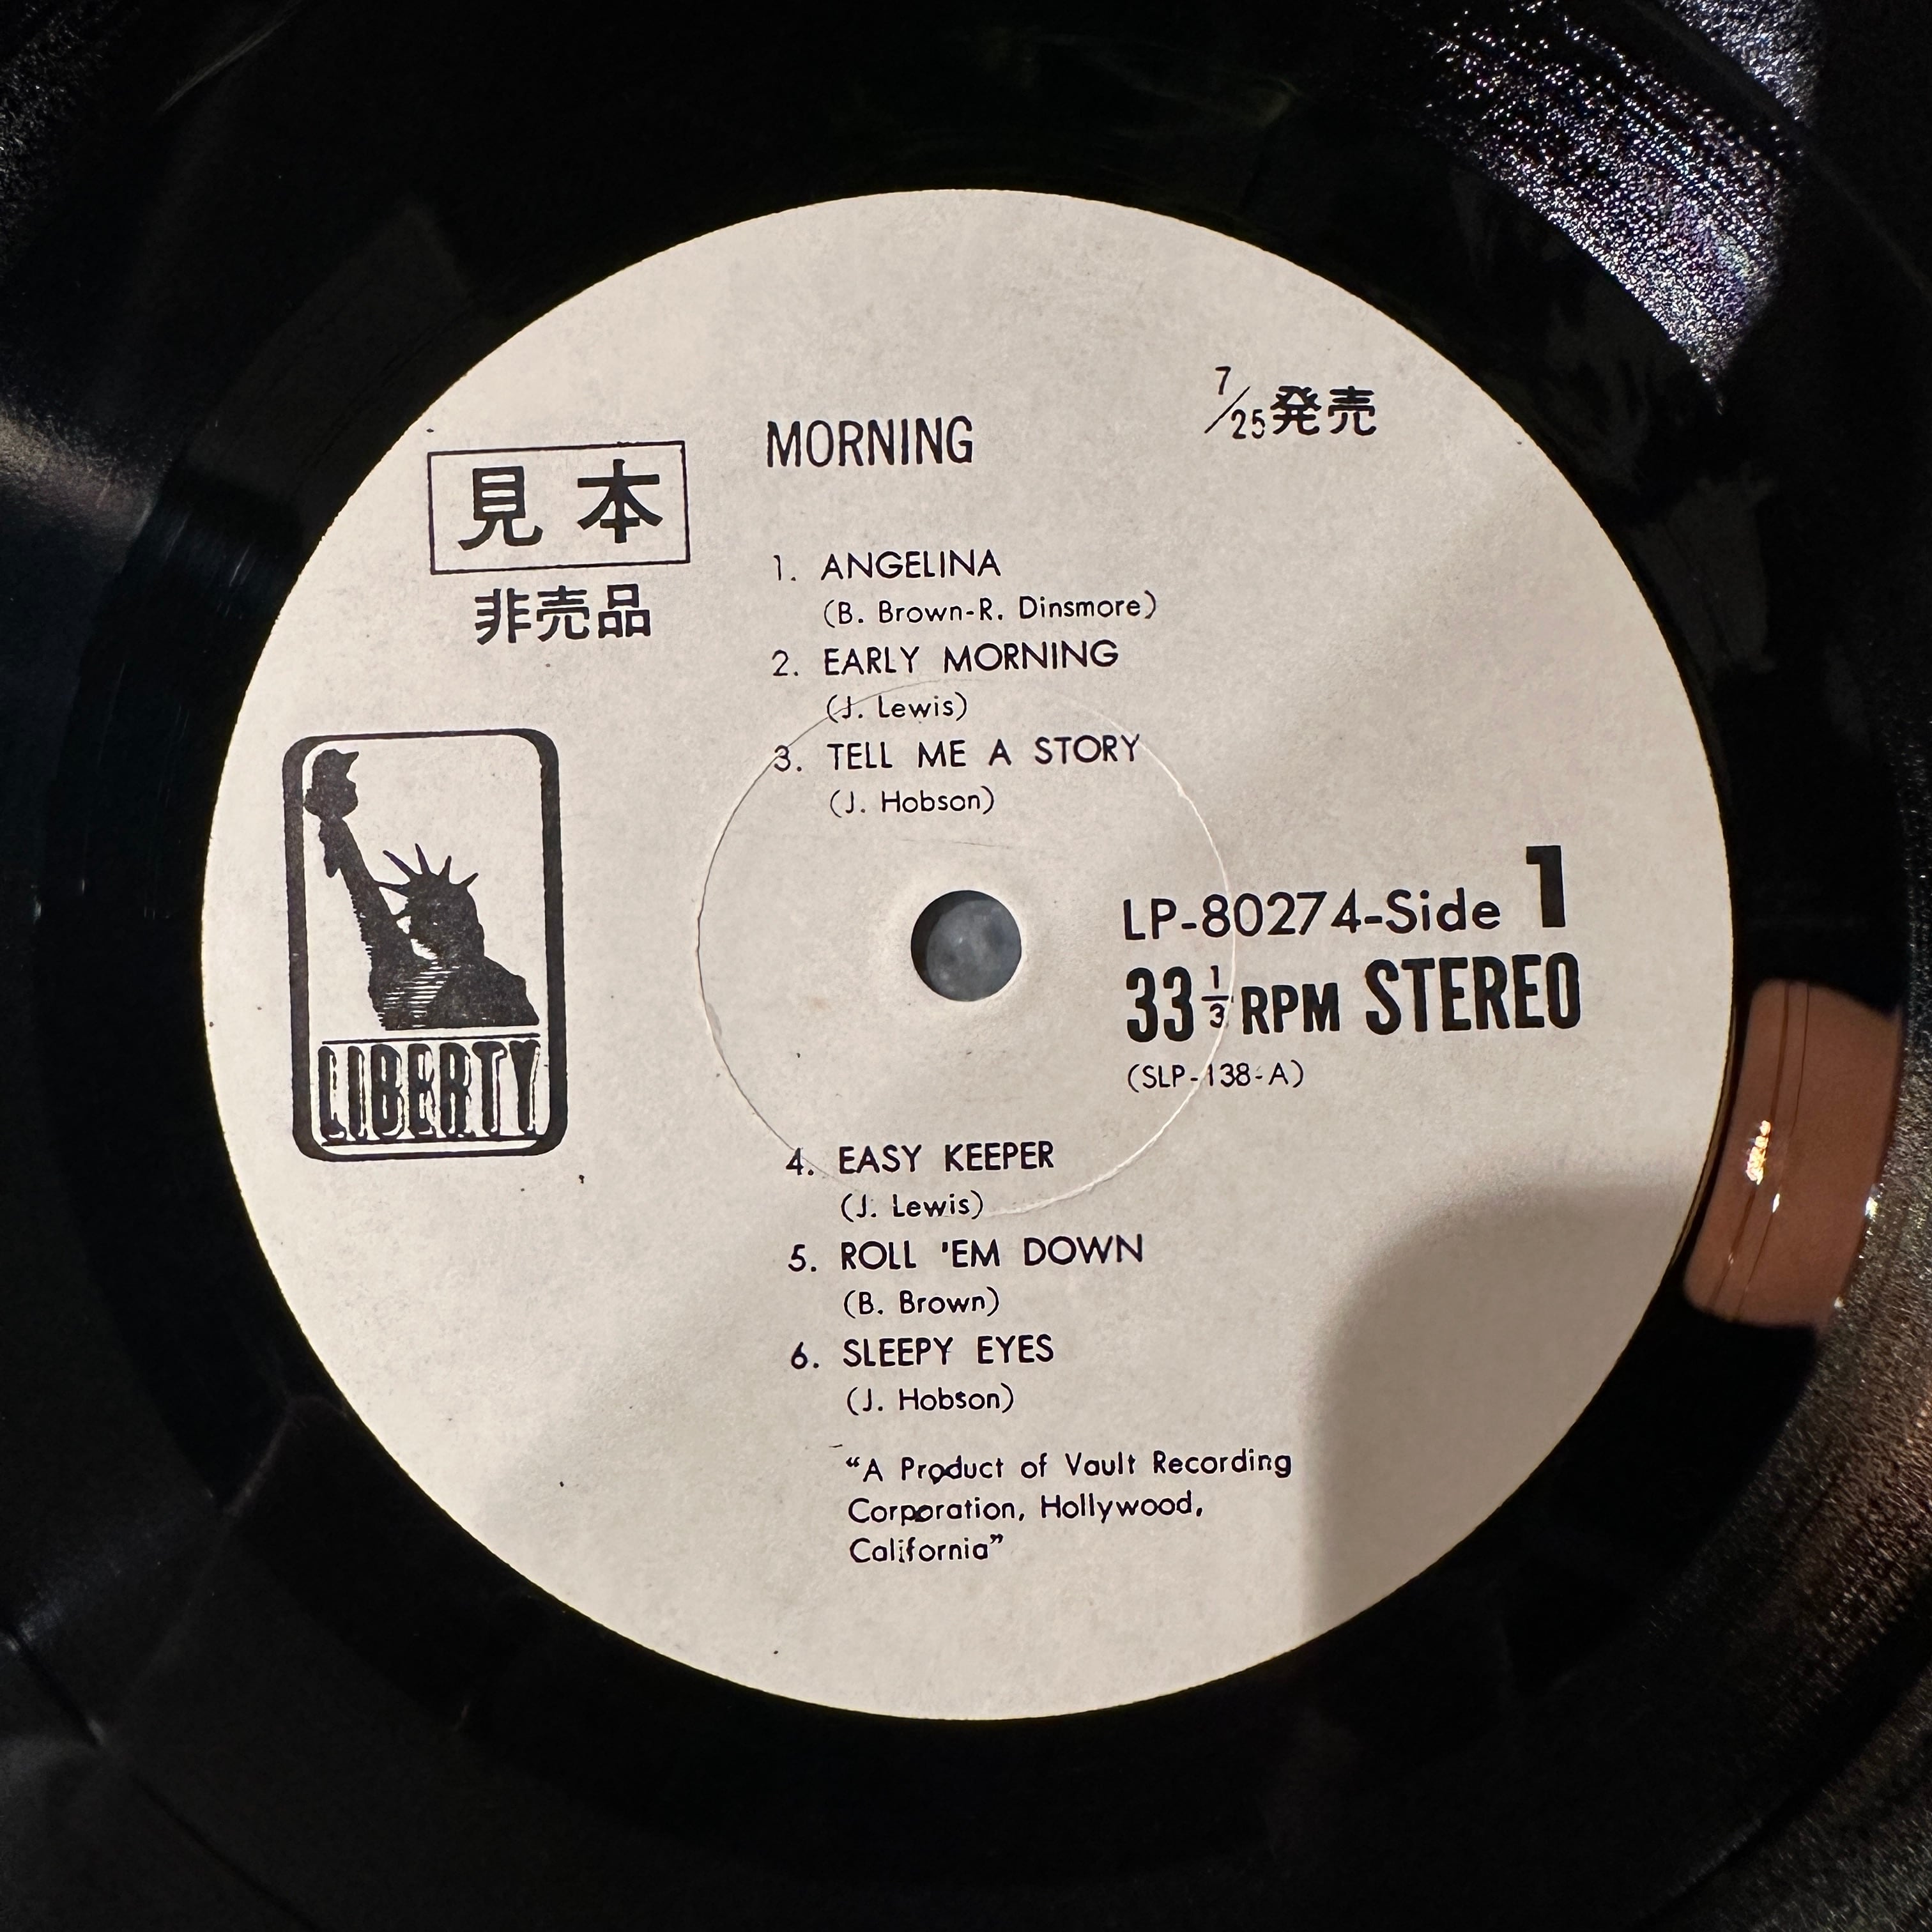 MORNING
7/25発売
見本
非売品
1. ANGELINA
(B. Brown-R. Dinsmore)
2. EARLY MORNING
(J. Lewis)
3. TELL ME A STORY
(J. Hobson)
LIBERTY
LP-80274-Side 1
33 1/3 RPM STEREO
(SLP-138-A)
4. EASY KEEPER
(J. Lewis)
5. ROLL 'EM DOWN
(B. Brown)
6. SLEEPY EYES
(J. Hobson)
"A Product of Vault Recording
Corporation, Hollywood,
California"